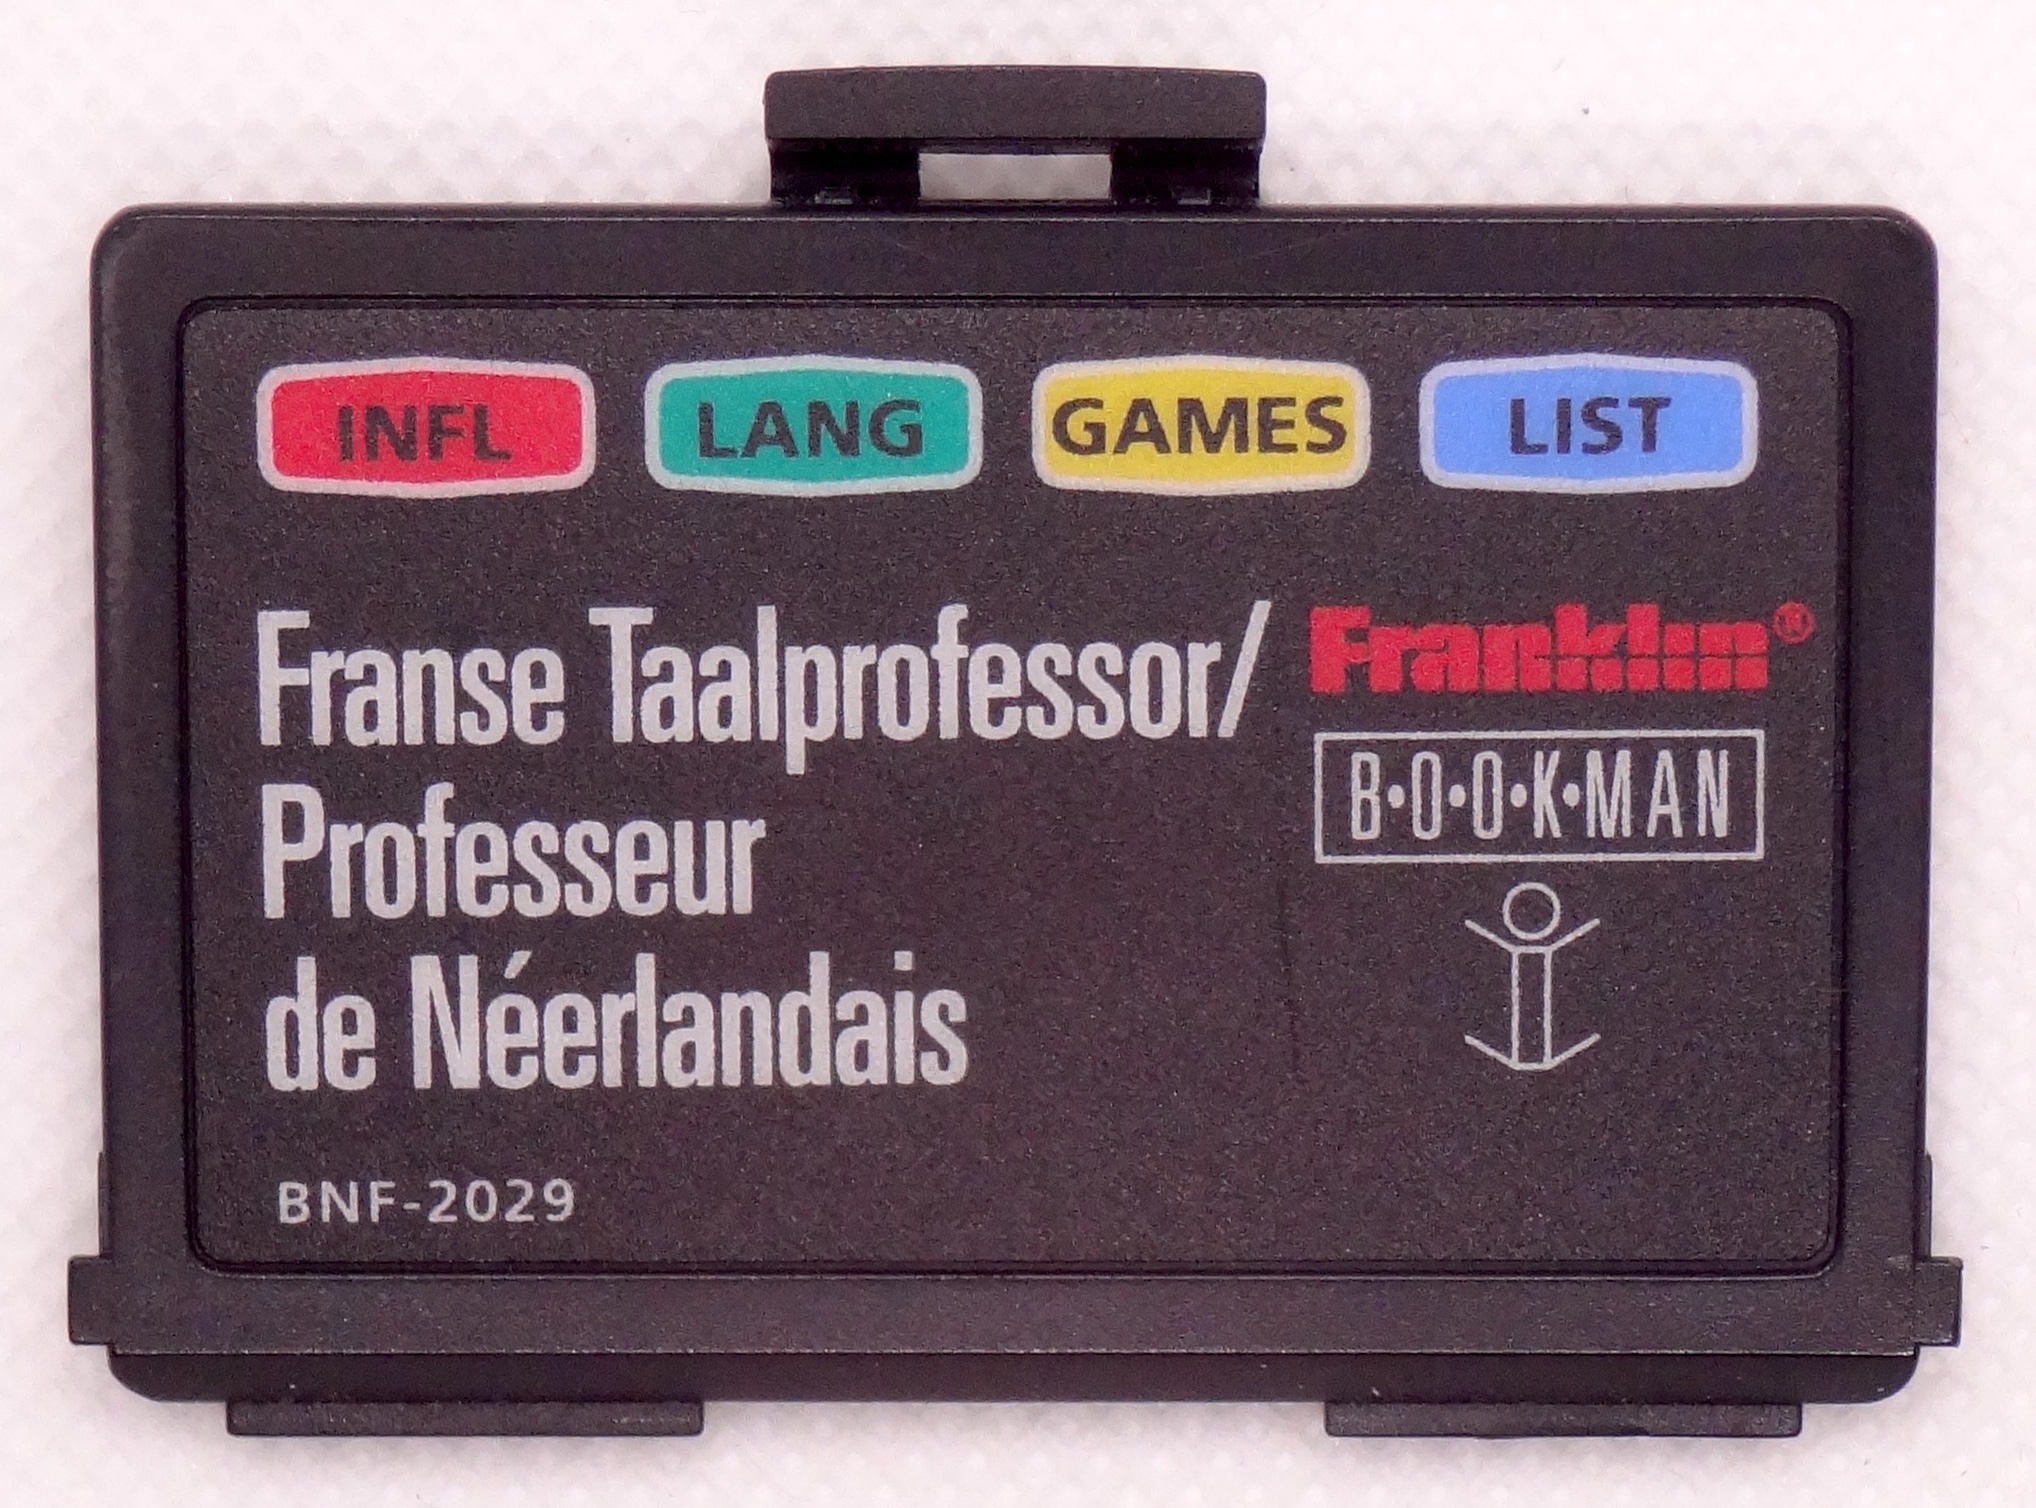 INFL LANG GAMES LIST
Franse Taalprofessor/
Professeur
de Néerlandais
BNF-2029
Franklin®
B•O•O•K•MAN